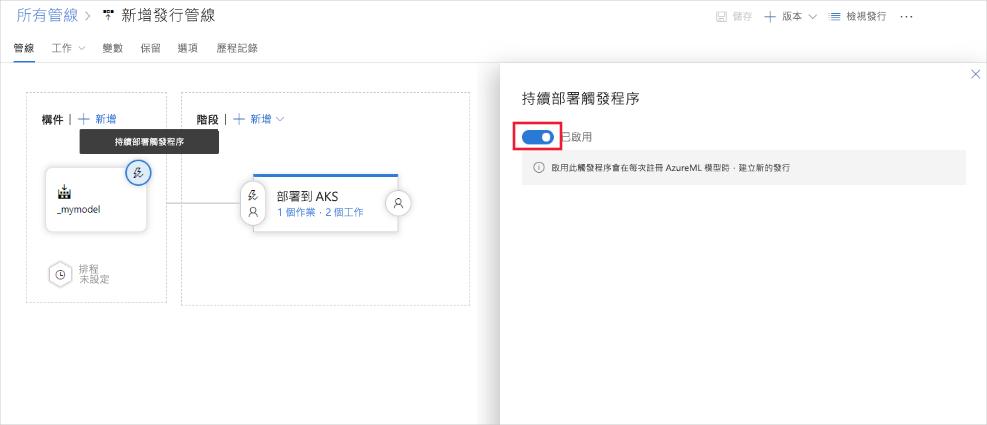 所有管線 > 新增發行管線
儲存 + 版本 檢視發行 ...
管線 工作 變數 保留 選項 歷程記錄
構件 | + 新增
持續部署觸發程序
_mymodel
排程
未設定
階段 | + 新增
部署到 AKS
1 個作業，2 個工作
持續部署觸發程序
已啟用
啟用此觸發程序會在每次註冊 AzureML 模型時，建立新的發行